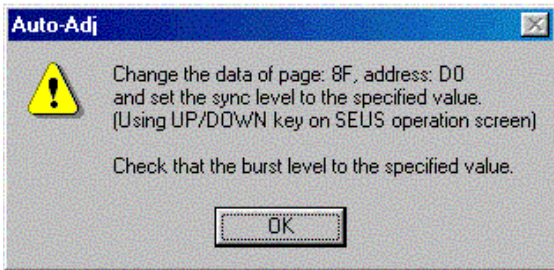 Auto-Adj
Change the data of page: 8F, address: D0
and set the sync level to the specified value.
(Using UP/DOWN key on SEUS operation screen)
Check that the burst level to the specified value.
OK